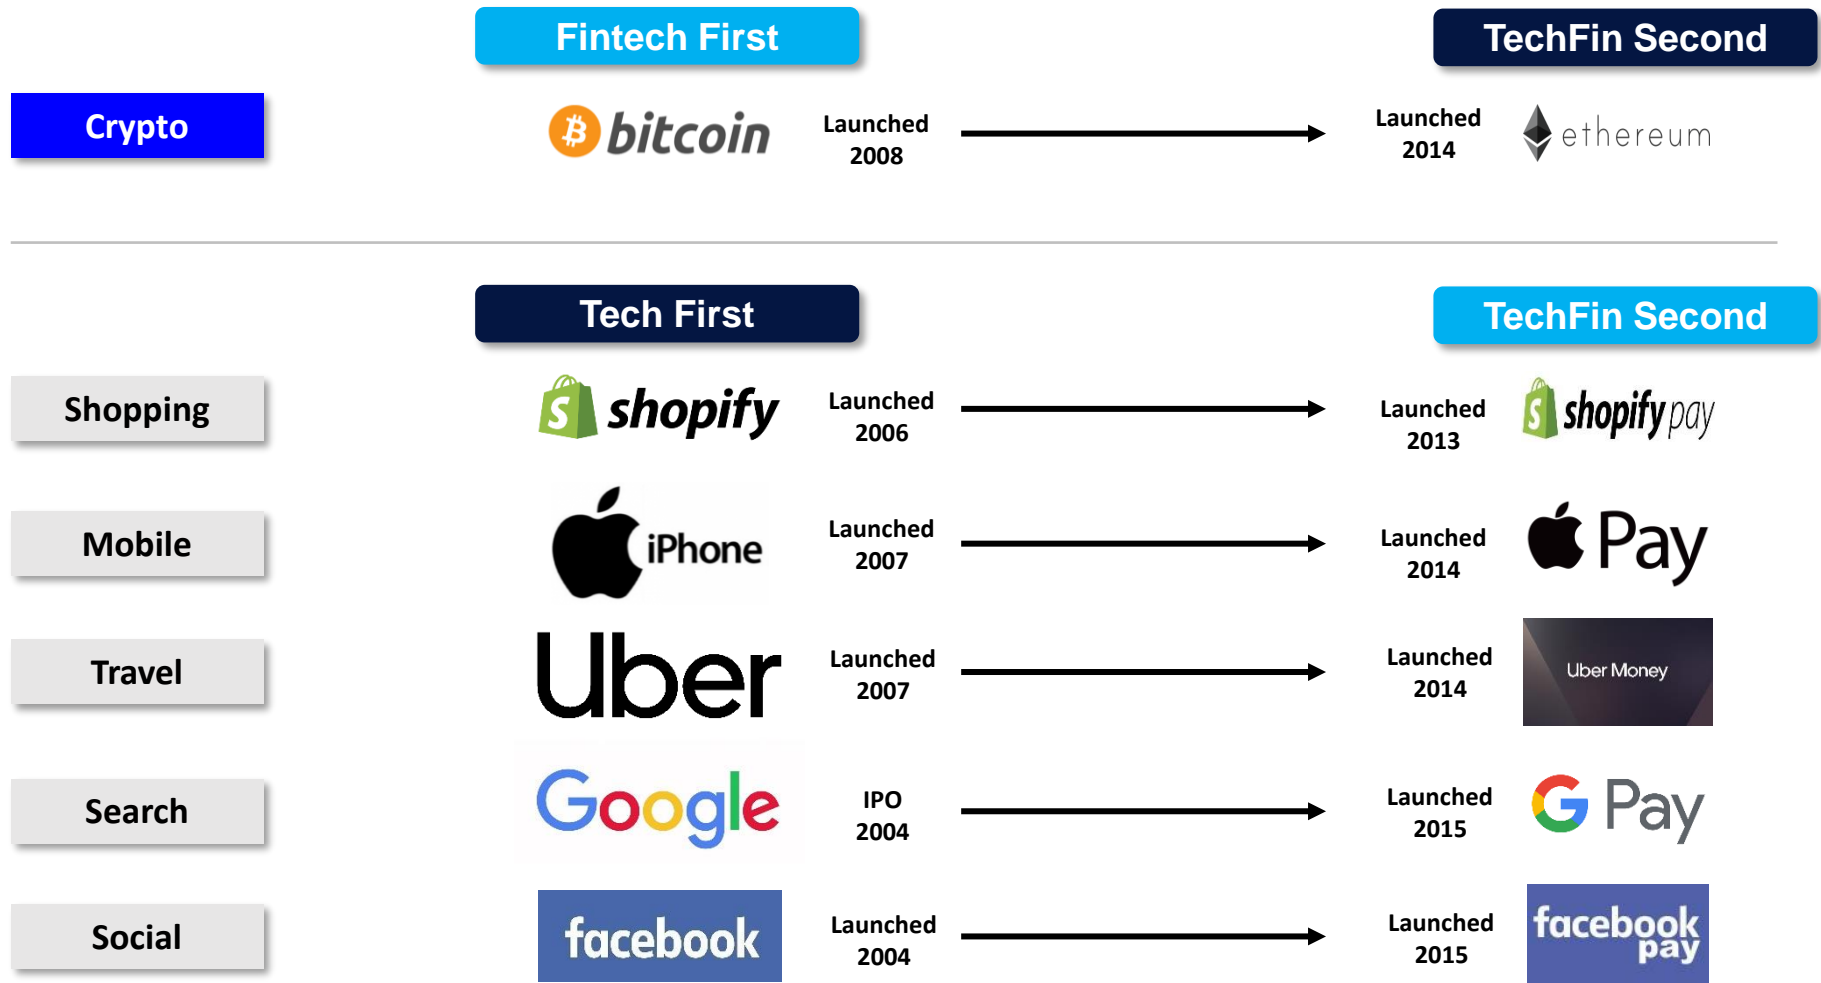 Fintech First
TechFin Second
Crypto
bitcoin
Launched
2008
Launched
2014
ethereum
Tech First
TechFin Second
Shopping
shopify
Launched
2006
Launched
2013
shopify pay
Mobile
iPhone
Launched
2007
Launched
2014
Pay
Travel
Uber
Launched
2007
Launched
2014
Uber Money
Search
Google
IPO
2004
Launched
2015
G Pay
Social
facebook
Launched
2004
Launched
2015
facebook
pay